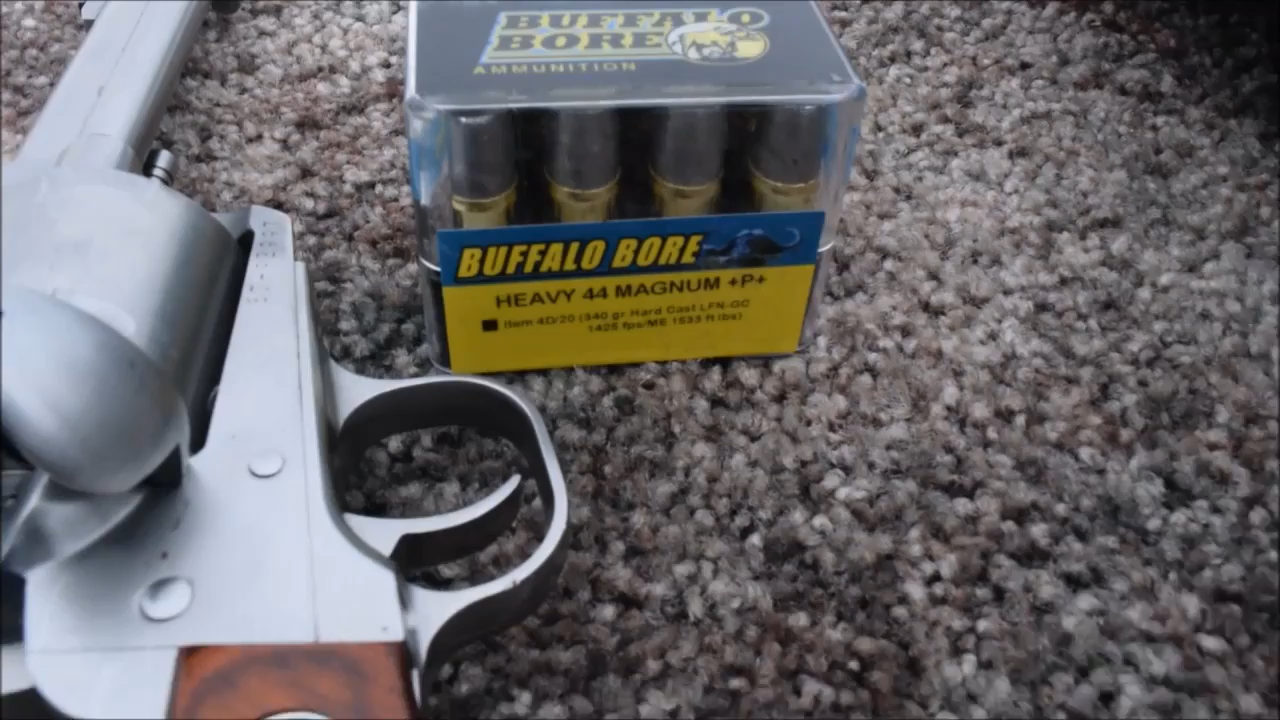 BUFFALO
BORE
AMMUNITION
BUFFALO BORE
HEAVY 44 MAGNUM +P+
Item 4D/20 (340 gr Hard Cast LFN-GC
1425 fps/ME 1533 ft lbs)